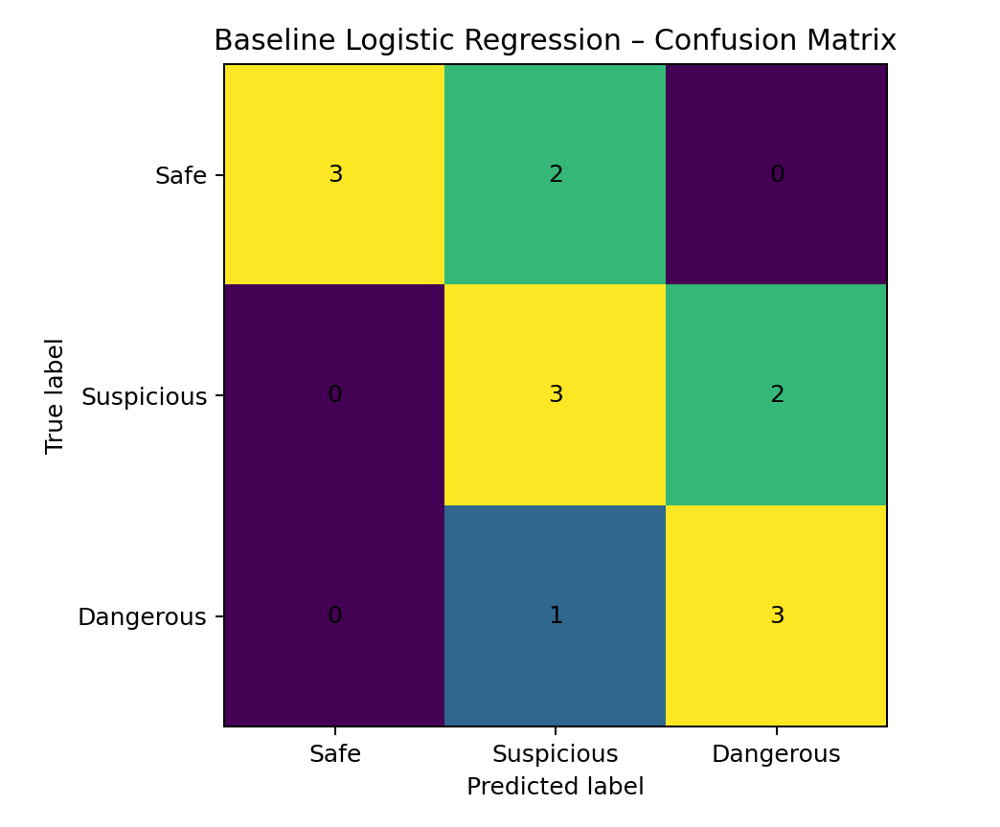 Baseline Logistic Regression – Confusion Matrix
True label
Safe 3 2 0
Suspicious 0 3 2
Dangerous 0 1 3
Safe Suspicious Dangerous
Predicted label